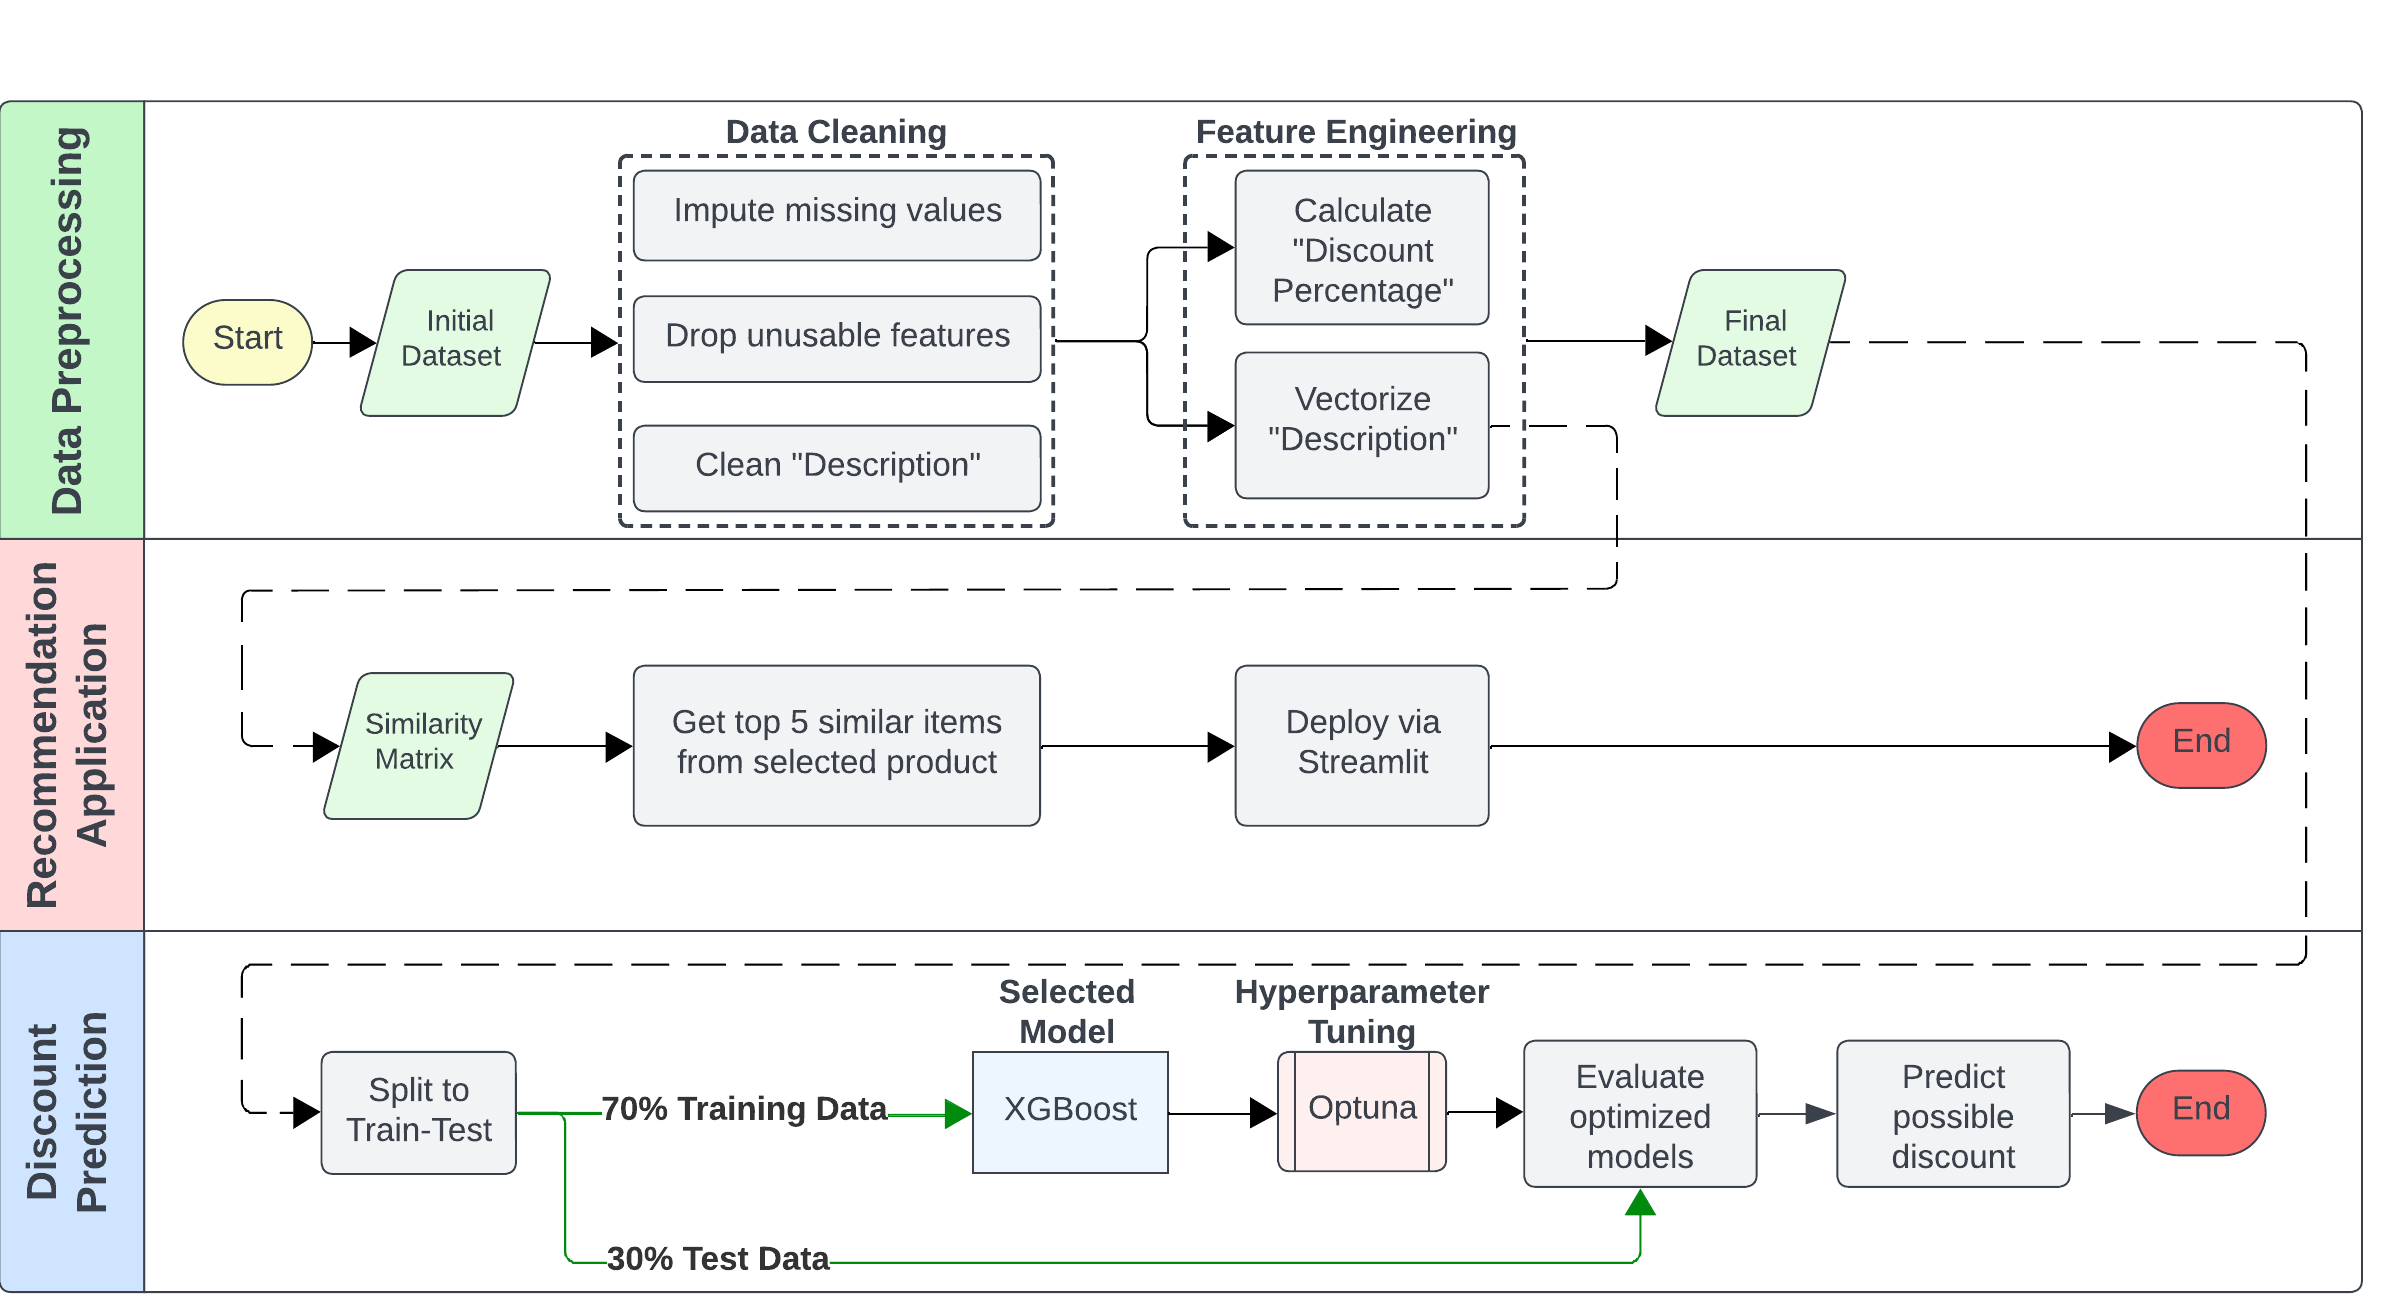 Data Preprocessing
Data Cleaning
Feature Engineering
Start
Initial
Dataset
Impute missing values
Drop unusable features
Clean "Description"
Calculate
"Discount
Percentage"
Vectorize
"Description"
Final
Dataset
Recommendation
Application
Similarity
Matrix
Get top 5 similar items
from selected product
Deploy via
Streamlit
End
Discount
Prediction
Split to
Train-Test
70% Training Data
30% Test Data
Selected
Model
XGBoost
Hyperparameter
Tuning
Optuna
Evaluate
optimized
models
Predict
possible
discount
End